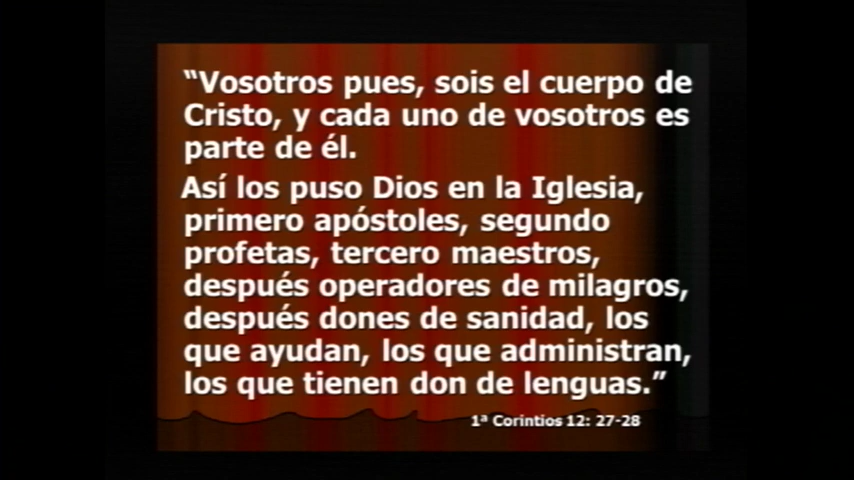 “Vosotros pues, sois el cuerpo de
Cristo, y cada uno de vosotros es
parte de él.
Así los puso Dios en la Iglesia,
primero apóstoles, segundo
profetas, tercero maestros,
después operadores de milagros,
después dones de sanidad, los
que ayudan, los que administran,
los que tienen don de lenguas.”
1ª Corintios 12: 27-28